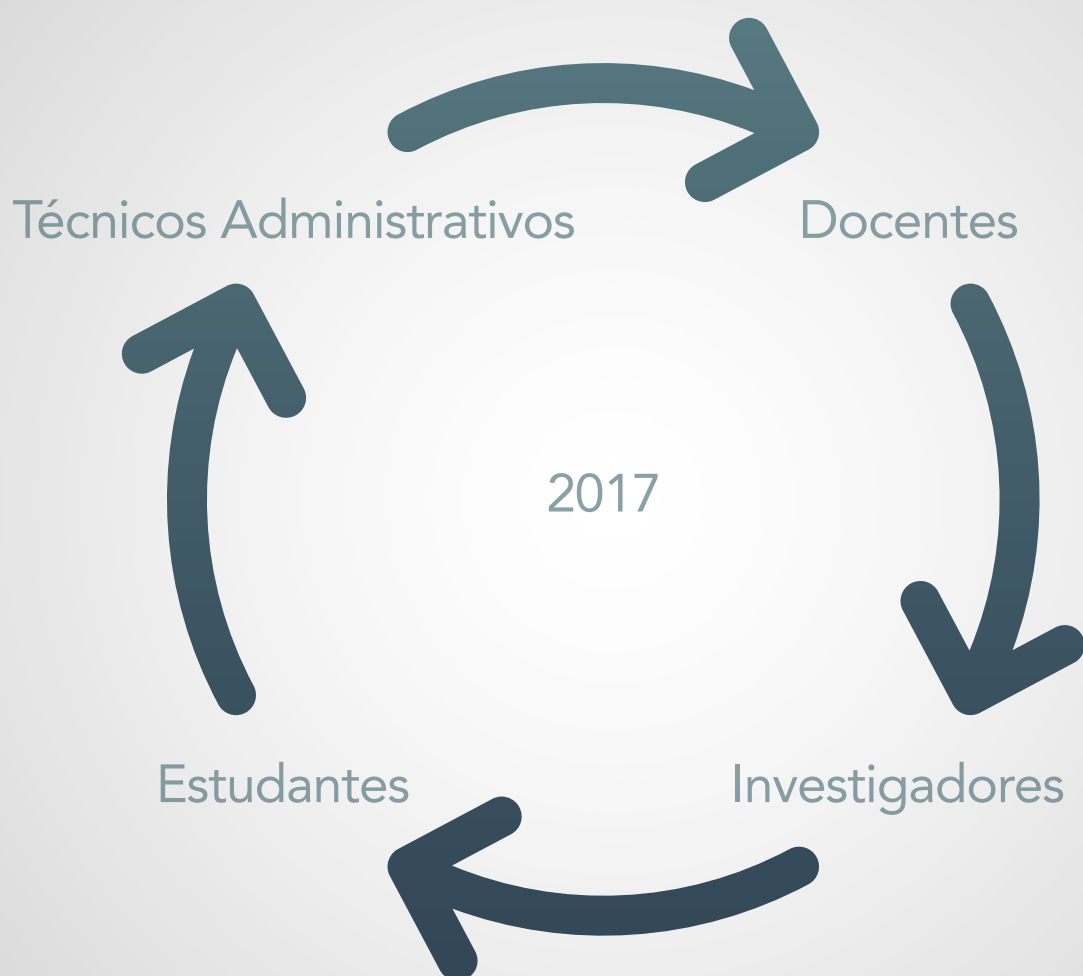 Técnicos Administrativos
Docentes
2017
Estudantes
Investigadores